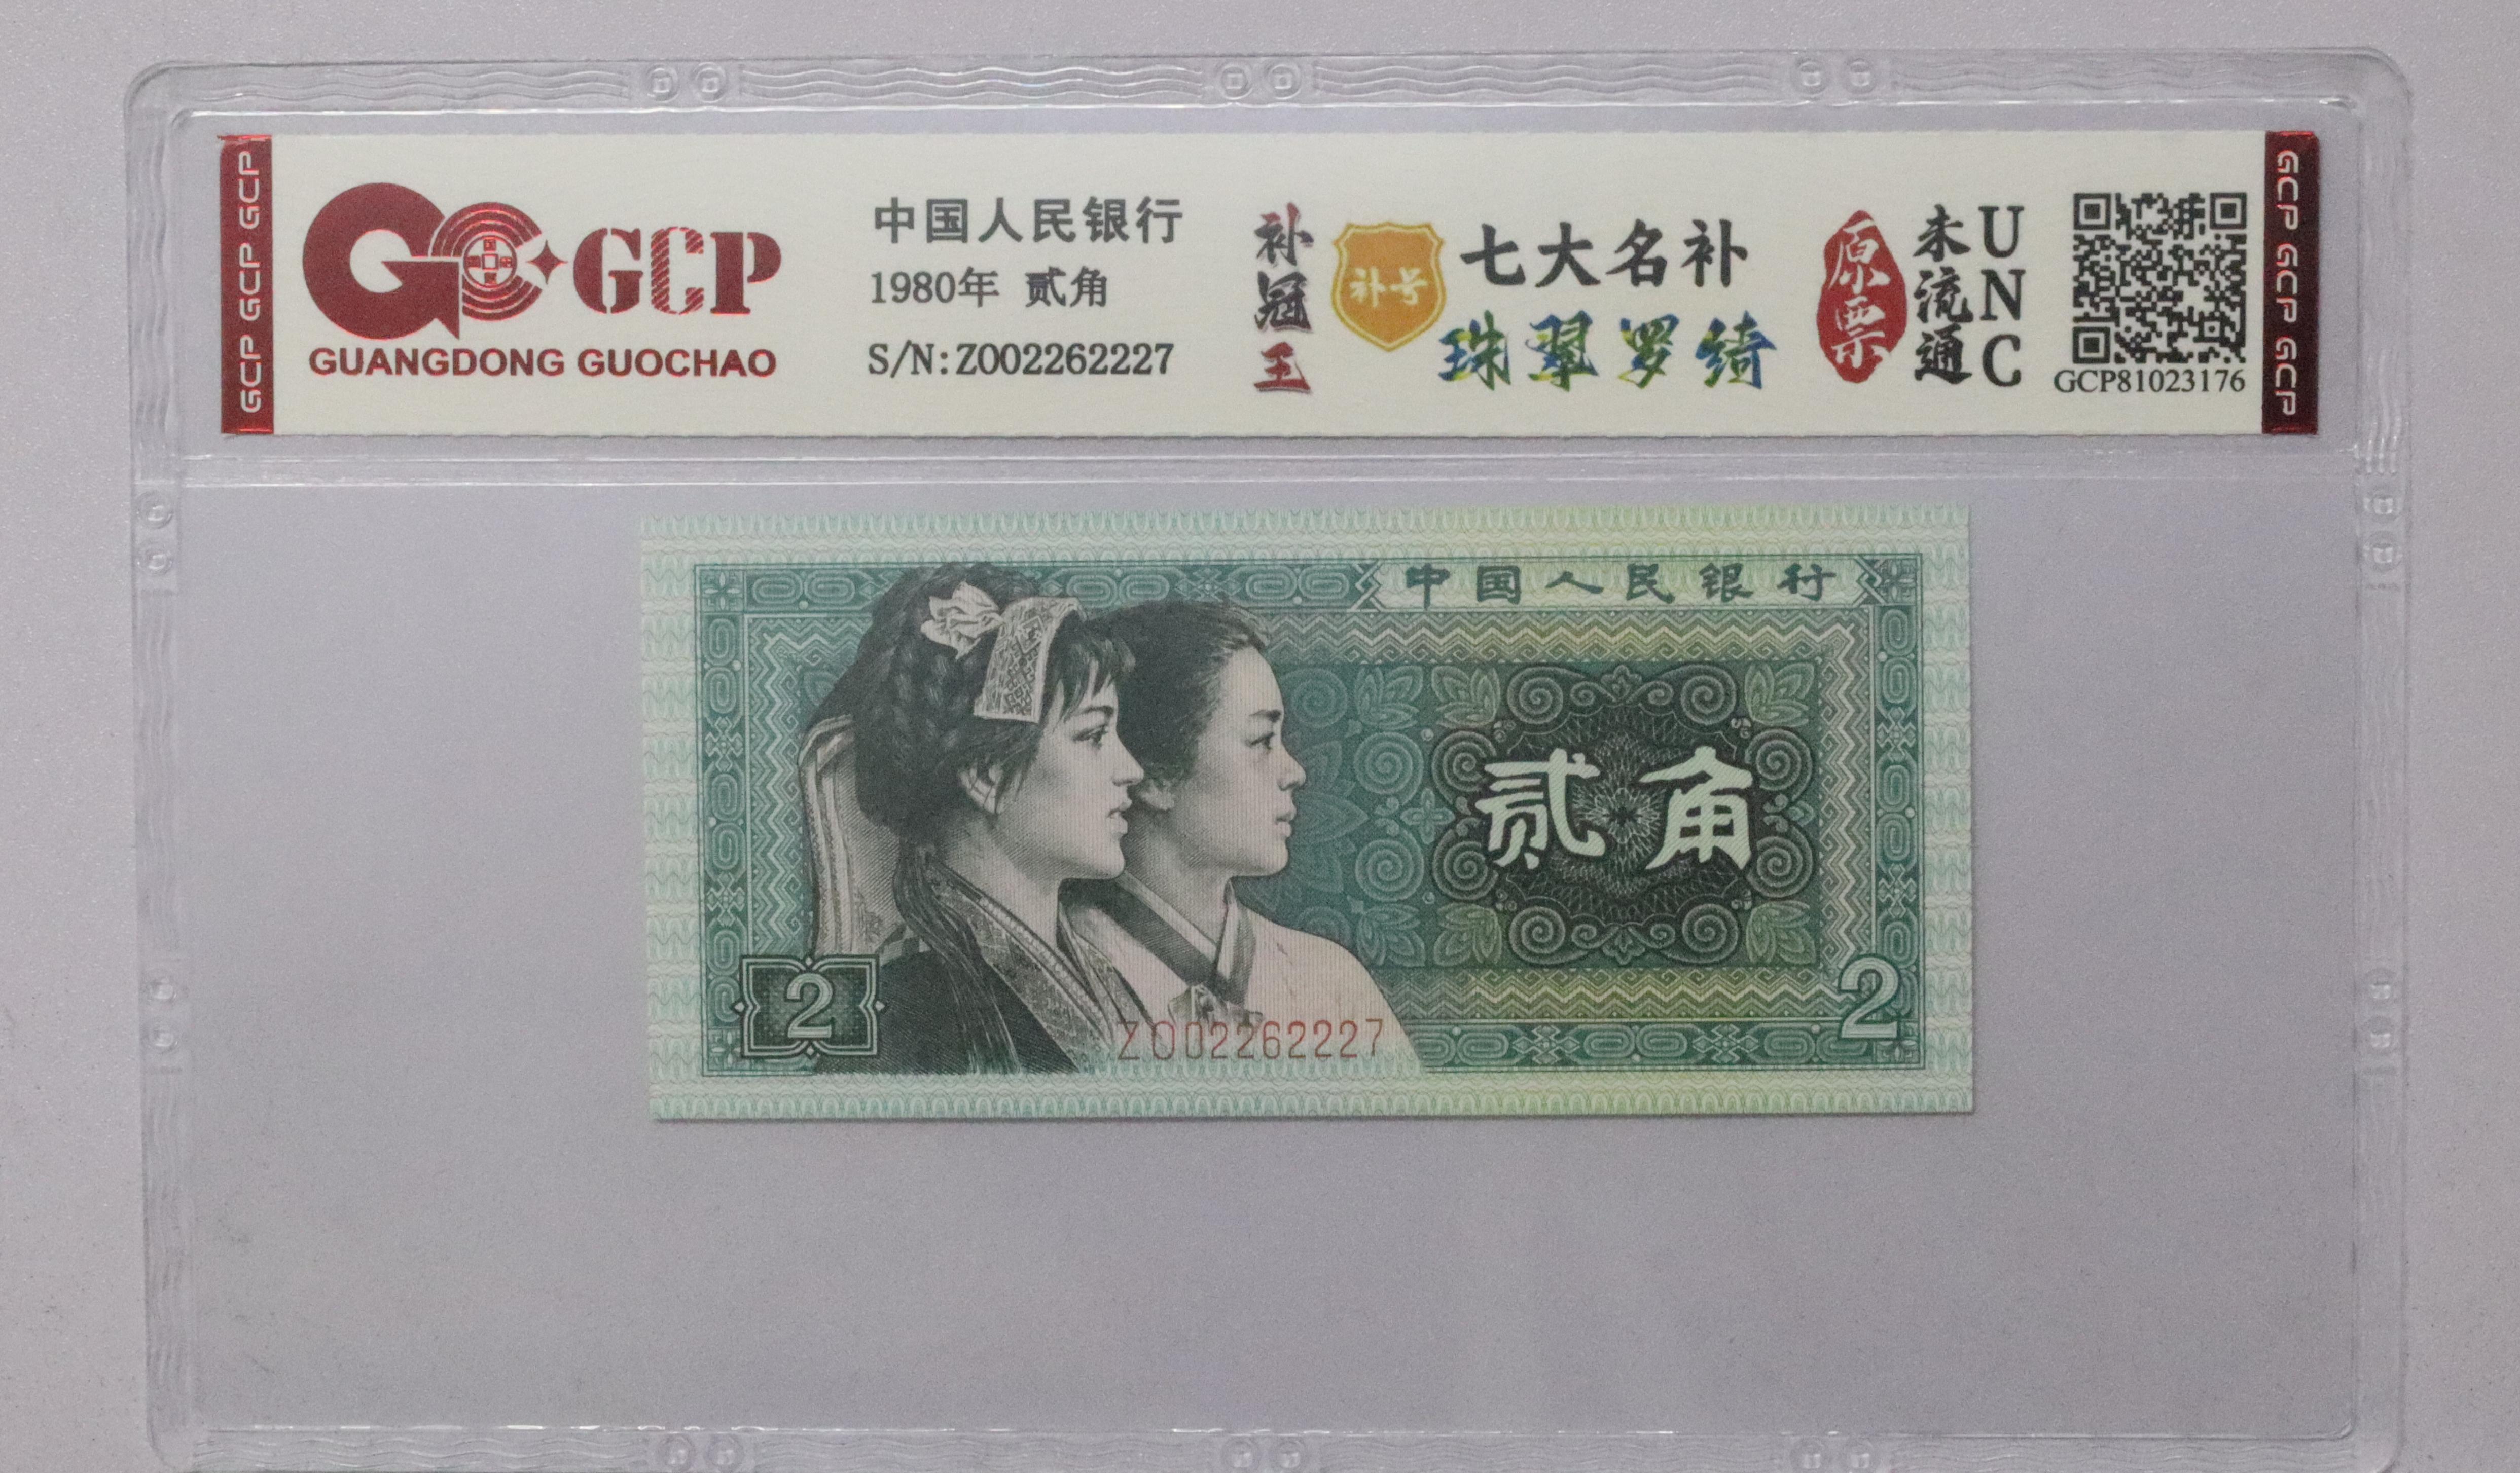 GCP GCP GCP
GCP
GUANGDONG GUOCHAO
中国人民银行
1980年 贰角
S/N:ZO02262227
补冠王
补号
七大名补
珠翠罗绮
原票
未流通
UNC
GCP81023176
GCP GCP GCP
中国人民银行
贰角
2
2
ZO02262227